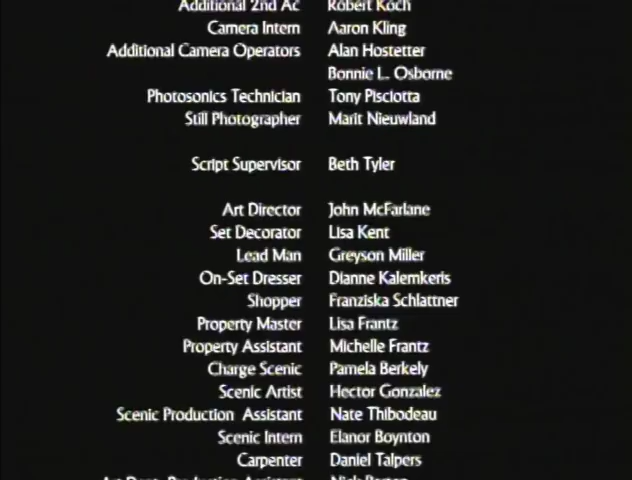 Additional 2nd Ac Robert Koch
Camera Intern Aaron Kling
Additional Camera Operators Alan Hostetter
Bonnie L. Osborne
Photosonics Technician Tony Pisciotta
Still Photographer Marit Nieuwland
Script Supervisor Beth Tyler
Art Director John McFarlane
Set Decorator Lisa Kent
Lead Man Greyson Miller
On-Set Dresser Dianne Kalemkeris
Shopper Franziska Schlattner
Property Master Lisa Frantz
Property Assistant Michelle Frantz
Charge Scenic Pamela Berkely
Scenic Artist Hector Gonzalez
Scenic Production Assistant Nate Thibodeau
Scenic Intern Elanor Boynton
Carpenter Daniel Talpers